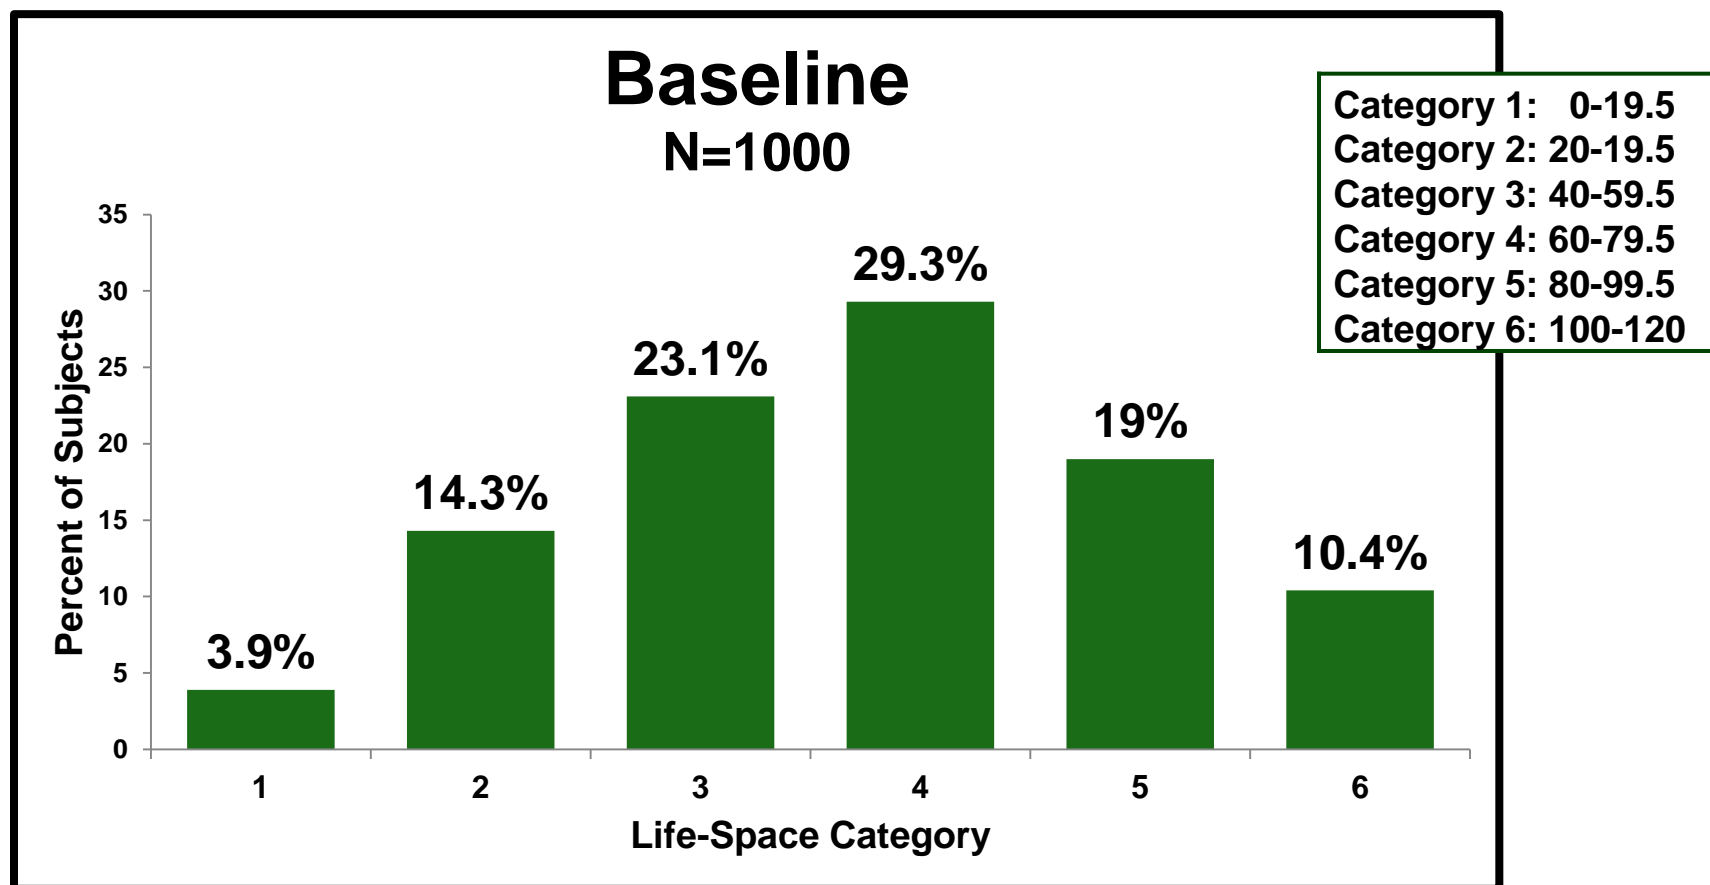 Baseline
N=1000
Category 1: 0-19.5
Category 2: 20-19.5
Category 3: 40-59.5
Category 4: 60-79.5
Category 5: 80-99.5
Category 6: 100-120
Percent of Subjects
35
30
25
20
15
10
5
0
3.9%
14.3%
23.1%
29.3%
19%
10.4%
1 2 3 4 5 6
Life-Space Category